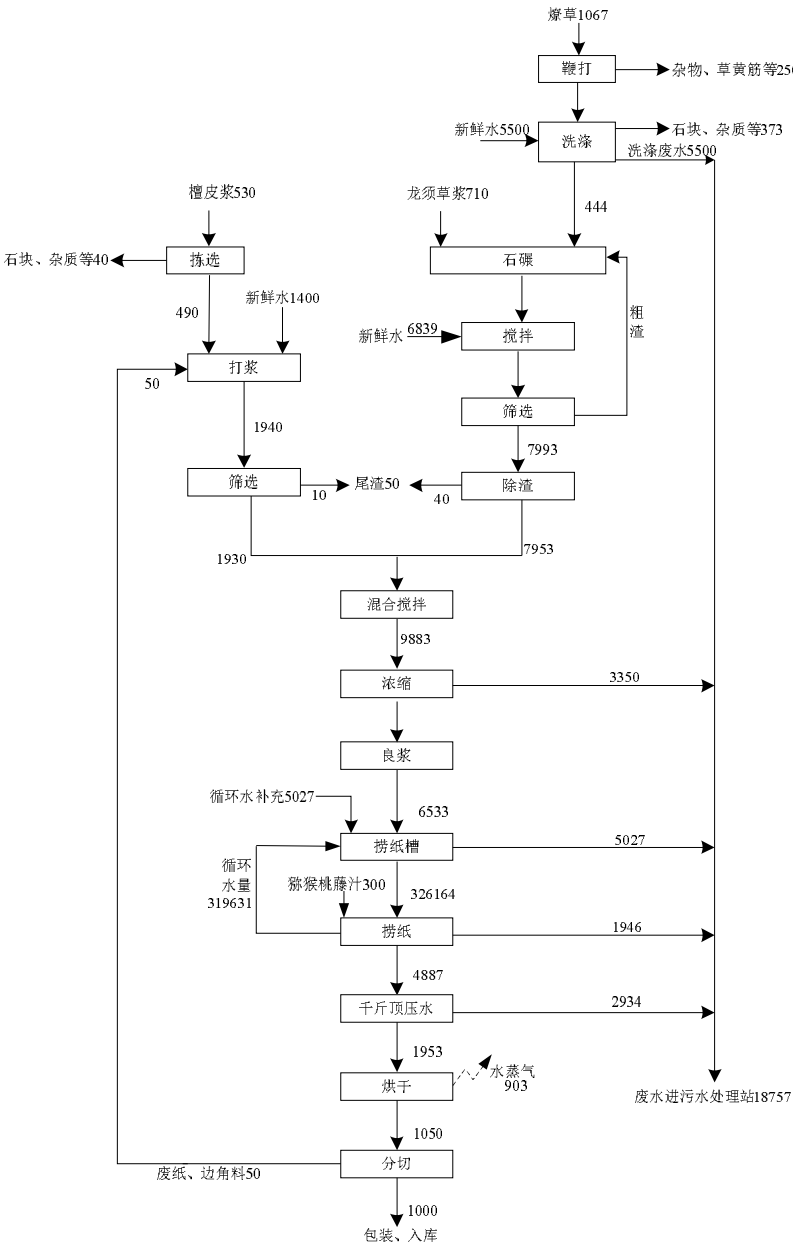 燎草1067
鞭打
杂物、草黄筋等250
新鲜水5500
洗涤
石块、杂质等373
洗涤废水5500
檀皮浆530
龙须草浆710
444
石块、杂质等40
拣选
石碾
490
新鲜水1400
新鲜水
6839
搅拌
粗渣
打浆
50
筛选
1940
7993
筛选
10
尾渣50
40
除渣
1930
7953
混合搅拌
9883
浓缩
3350
良浆
循环水补充5027
6533
捞纸槽
5027
循环
水量
319631
猕猴桃藤汁300
326164
捞纸
1946
4887
千斤顶压水
2934
1953
水蒸气
903
烘干
废水进污水处理站18757
1050
分切
废纸、边角料50
1000
包装、入库